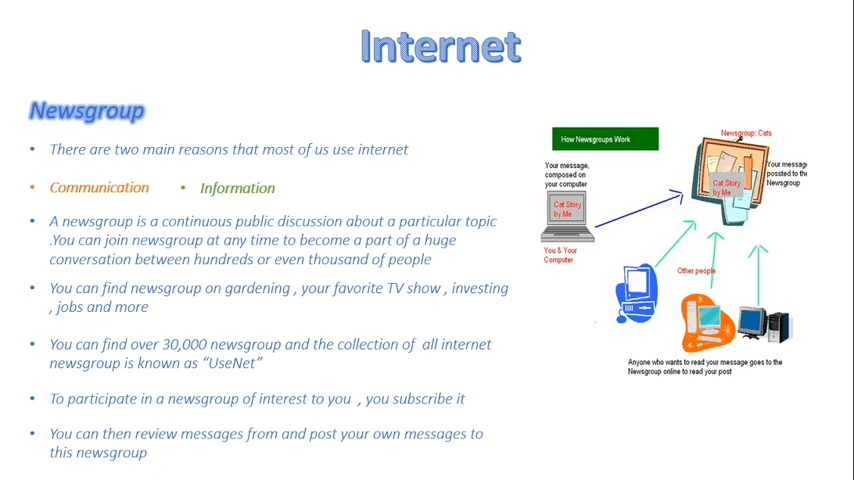 Internet
Newsgroup
• There are two main reasons that most of us use internet
• Communication • Information
• A newsgroup is a continuous public discussion about a particular topic
.You can join newsgroup at any time to become a part of a huge
conversation between hundreds or even thousand of people
• You can find newsgroup on gardening , your favorite TV show , investing
, jobs and more
• You can find over 30,000 newsgroup and the collection of all internet
newsgroup is known as “UseNet”
• To participate in a newsgroup of interest to you , you subscribe it
• You can then review messages from and post your own messages to
this newsgroup
How Newsgroups Work
Your message,
composed on
your computer
Cat Story
by Me
You & Your
Computer
Newsgroup: Cats
Your message
possted to the
Newsgroup
Cat Story
by Me
Other people
Anyone who wants to read your message goes to the
Newsgroup online to read your post